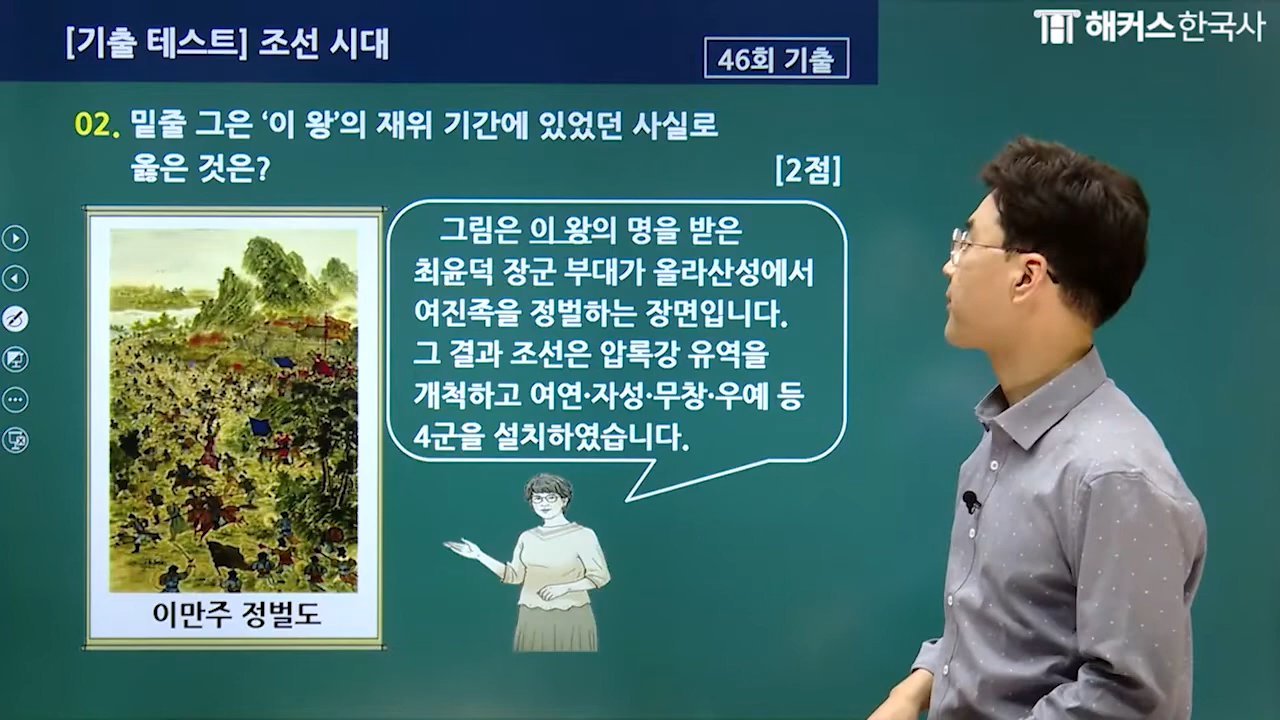 [기출 테스트] 조선 시대
46회 기출
해커스한국사
02. 밑줄 그은 ‘이 왕’의 재위 기간에 있었던 사실로
옳은 것은?
[2점]
그림은 이 왕의 명을 받은
최윤덕 장군 부대가 올라산성에서
여진족을 정벌하는 장면입니다.
그 결과 조선은 압록강 유역을
개척하고 여연·자성·무창·우예 등
4군을 설치하였습니다.
이만주 정벌도